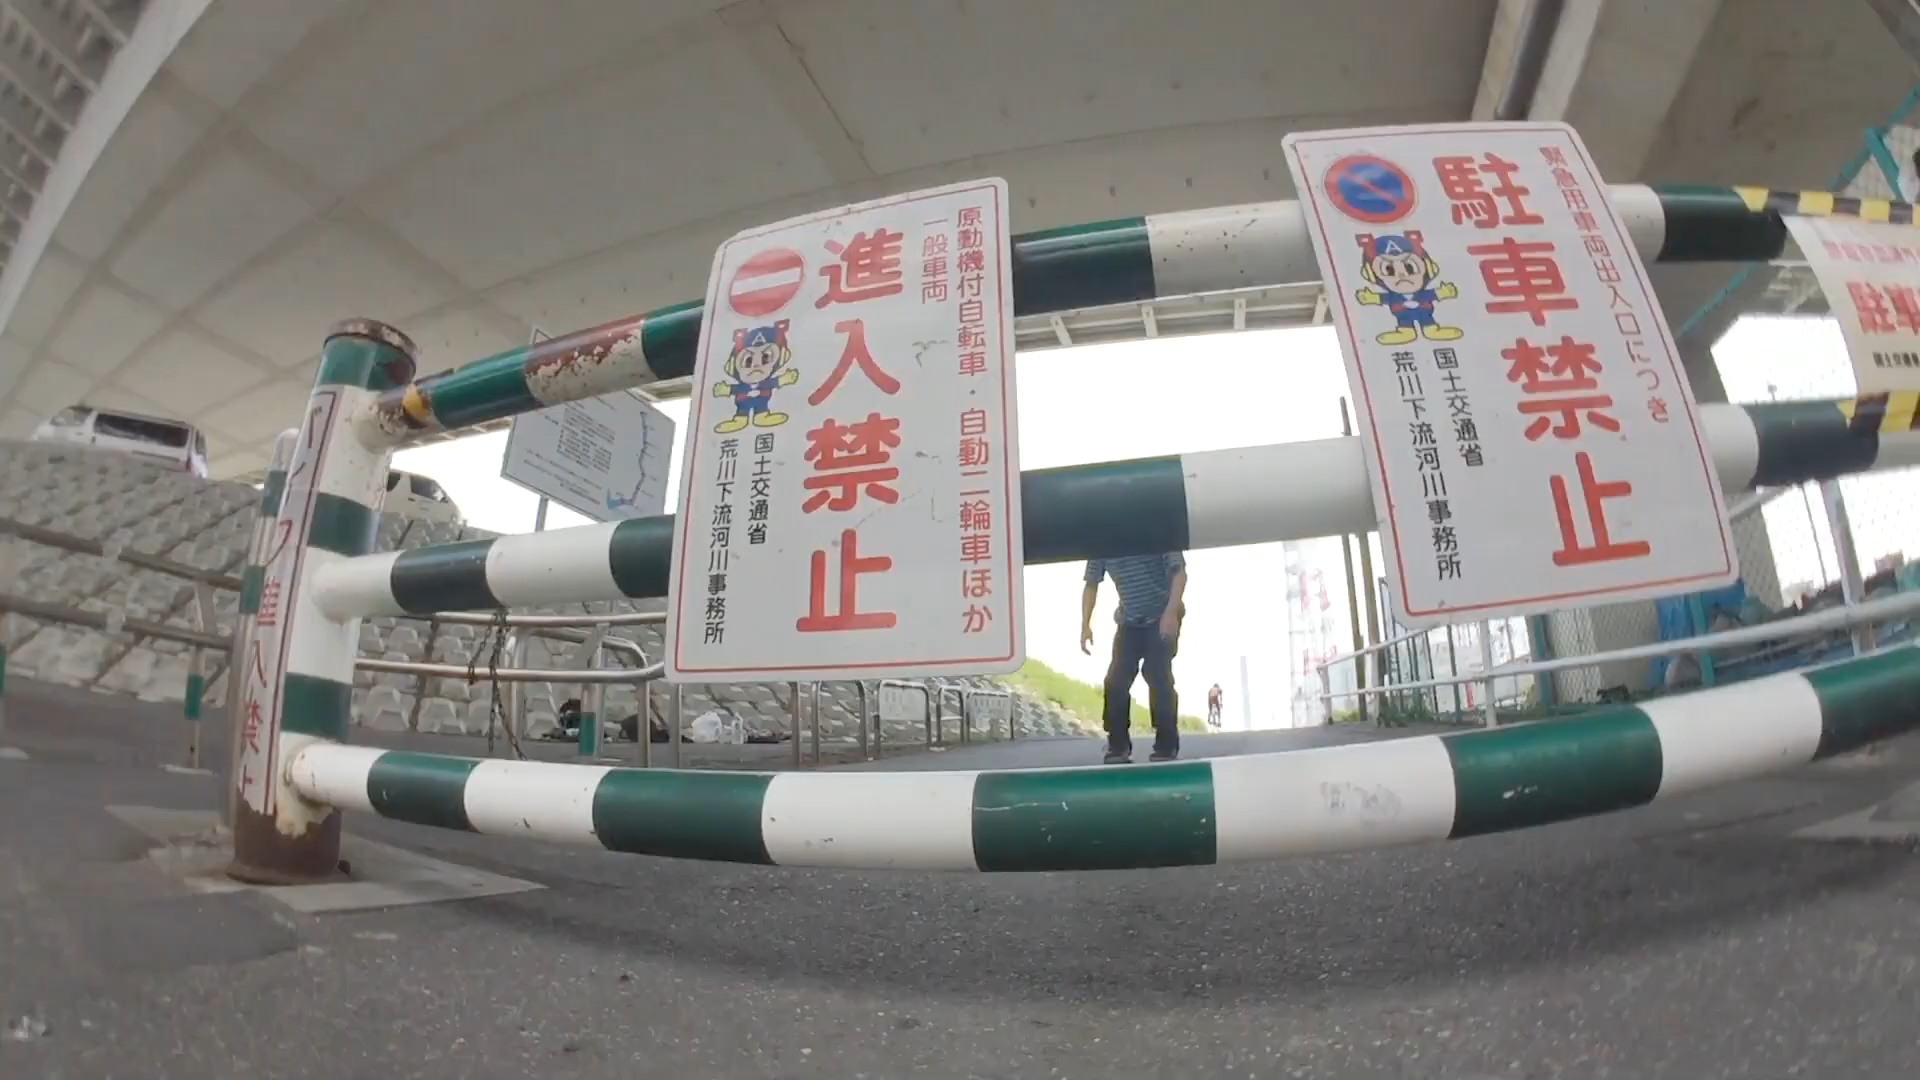 原動機付自転車・自動二輪車ほか
一般車両
進入禁止
国土交通省
荒川下流河川事務所
緊急用車両出入口につき
駐車禁止
国土交通省
荒川下流河川事務所
進入禁止
駐車
A
A